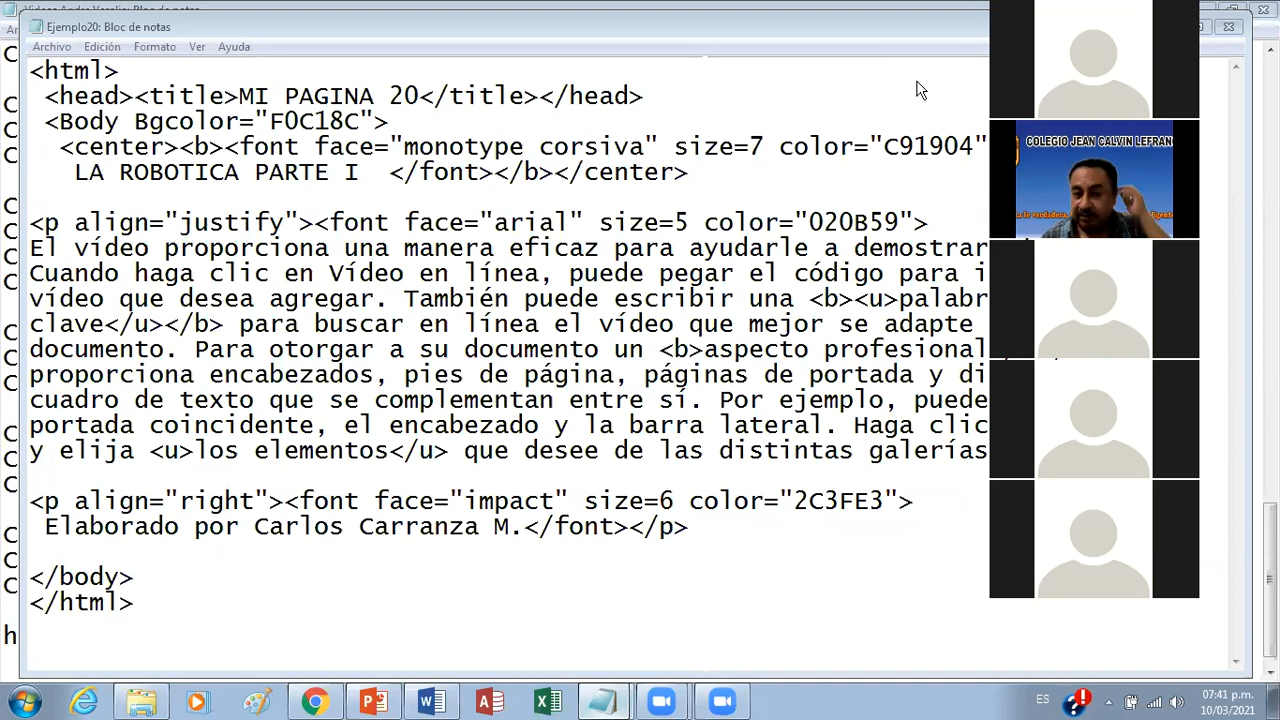 Ejemplo20: Bloc de notas
Archivo Edición Formato Ver Ayuda
<html>
<head><title>MI PAGINA 20</title></head>
<Body Bgcolor="F0C18C">
<center><b><font face="monotype corsiva" size=7 color="C91904"
LA ROBOTICA PARTE I </font></b></center>
<p align="justify"><font face="arial" size=5 color="020B59">
El vídeo proporciona una manera eficaz para ayudarle a demostrar
Cuando haga clic en Vídeo en línea, puede pegar el código para i
vídeo que desea agregar. También puede escribir una <b><u>palabr
clave</u></b> para buscar en línea el vídeo que mejor se adapte
documento. Para otorgar a su documento un <b>aspecto profesional
proporciona encabezados, pies de página, páginas de portada y di
cuadro de texto que se complementan entre sí. Por ejemplo, puede
portada coincidente, el encabezado y la barra lateral. Haga clic
y elija <u>los elementos</u> que desee de las distintas galerías
<p align="right"><font face="impact" size=6 color="2C3FE3">
Elaborado por Carlos Carranza M.</font></p>
</body>
</html>
COLEGIO JEAN CALVIN LEFRAN
ES
07:41 p.m.
10/03/2021